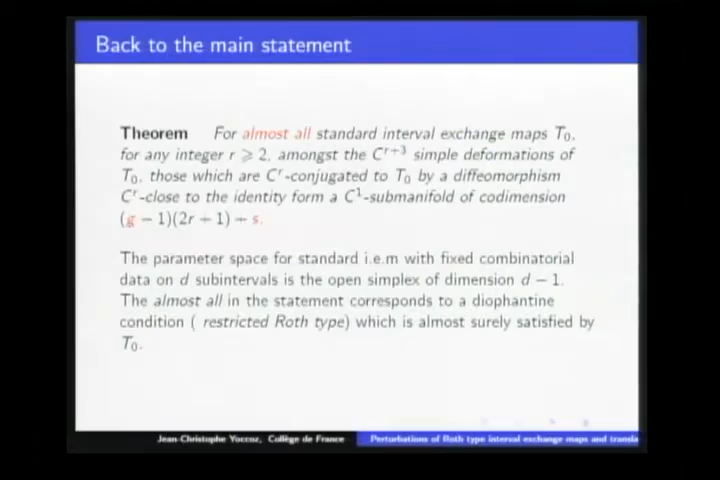 Back to the main statement
Theorem For almost all standard interval exchange maps T₀,
for any integer r ⩾ 2, amongst the Cʳ⁺³ simple deformations of
T₀, those which are Cʳ-conjugated to T₀ by a diffeomorphism
Cʳ-close to the identity form a C¹-submanifold of codimension
(g − 1)(2r + 1) + s.
The parameter space for standard i.e.m with fixed combinatorial
data on d subintervals is the open simplex of dimension d − 1.
The almost all in the statement corresponds to a diophantine
condition ( restricted Roth type) which is almost surely satisfied by
T₀.
Jean-Christophe Yoccoz, Collège de France Perturbations of Roth type interval exchange maps and transla